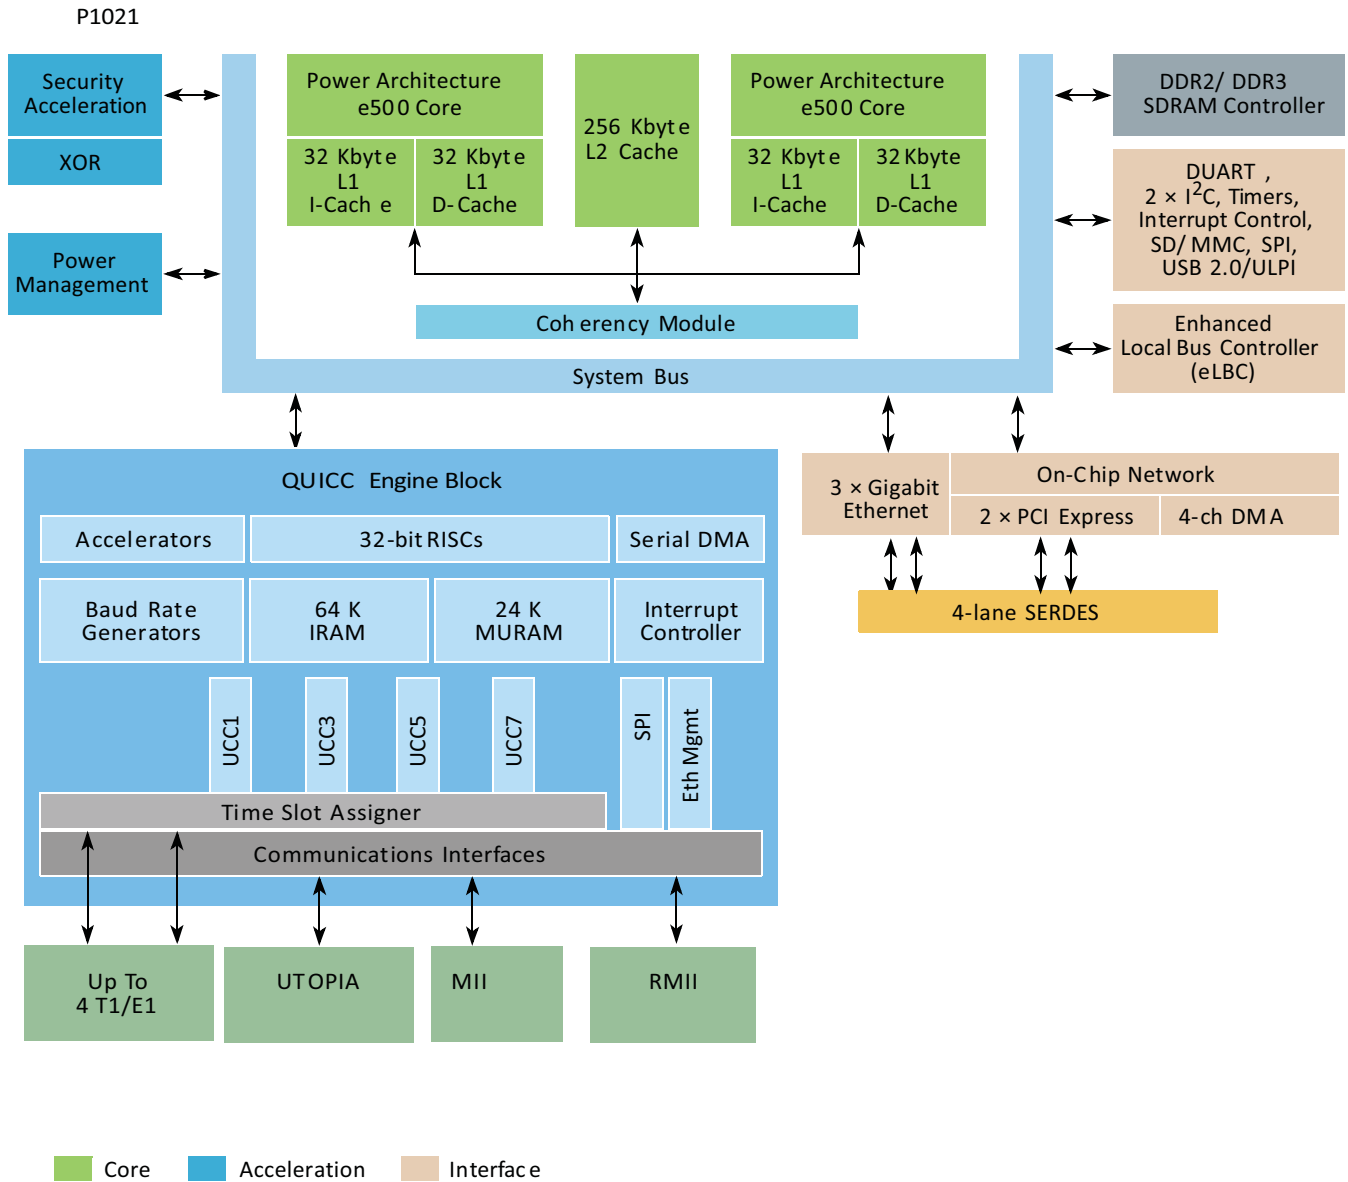 P1021
Security
Acceleration
XOR
Power
Management
Power Architecture
e500 Core
32 Kbyte
L1
I-Cach e
32 Kbyte
L1
D-Cache
256 Kbyte
L2 Cache
Power Architecture
e500 Core
32 Kbyte
L1
I-Cache
32 Kbyte
L1
D-Cache
Coh erency Module
System Bus
DDR2/ DDR3
SDRAM Controller
DUART ,
2 × I²C, Timers,
Interrupt Control,
SD/ MMC, SPI,
USB 2.0/ULPI
Enhanced
Local Bus Controller
(eLBC)
QUICC Engine Block
Accelerators
32-bit RISCs
Serial DMA
Baud Rate
Generators
64 K
IRAM
24 K
MURAM
Interrupt
Controller
UCC1
UCC3
UCC5
UCC7
SPI
Eth Mgmt
Time Slot Assigner
Communications Interfaces
3 × Gigabit
Ethernet
On-Chip Network
2 × PCI Express
4-ch DMA
4-lane SERDES
Up To
4 T1/E1
UTOPIA
MII
RMII
Core
Acceleration
Interface